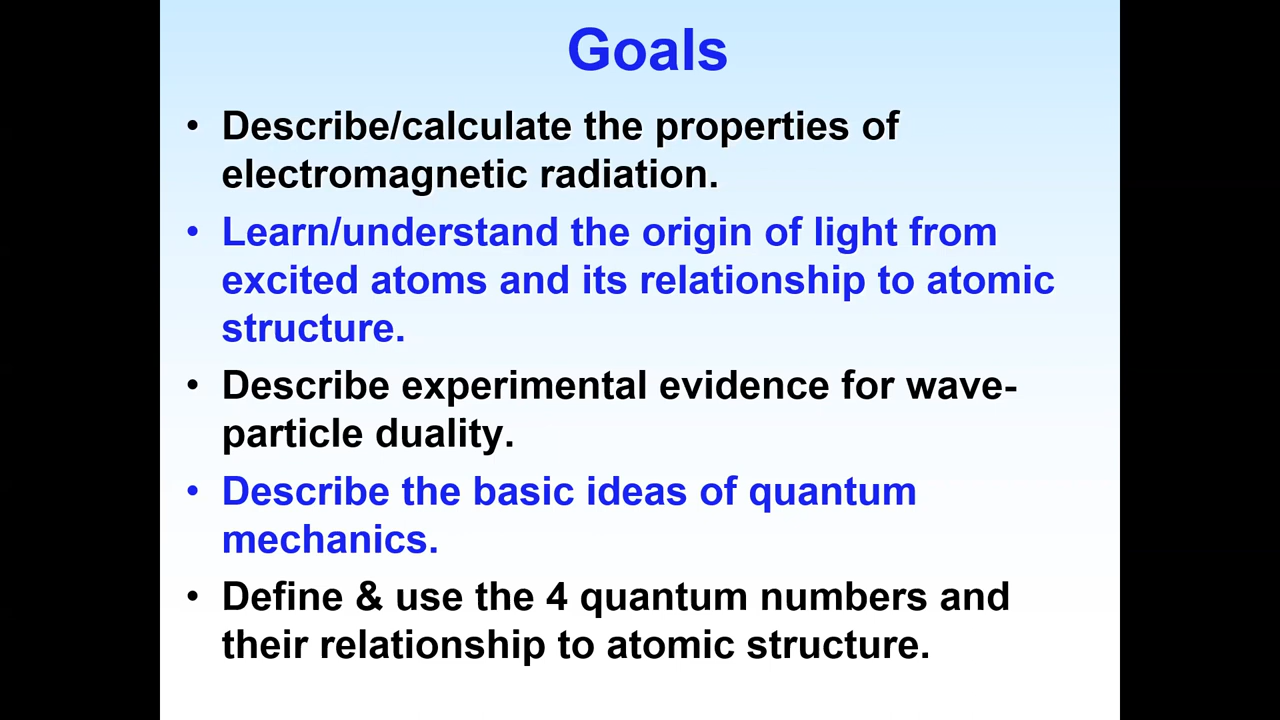 Goals
• Describe/calculate the properties of
electromagnetic radiation.
• Learn/understand the origin of light from
excited atoms and its relationship to atomic
structure.
• Describe experimental evidence for wave-
particle duality.
• Describe the basic ideas of quantum
mechanics.
• Define & use the 4 quantum numbers and
their relationship to atomic structure.